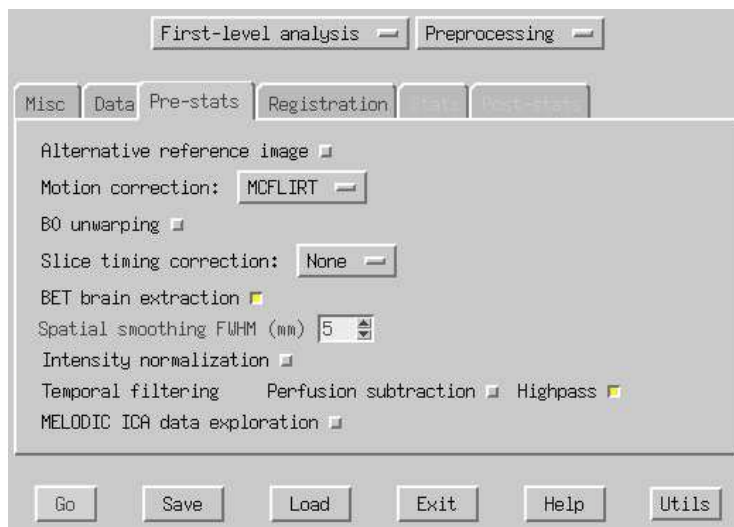 First-level analysis Preprocessing
Misc Data Pre-stats Registration Stats Post-stats
Alternative reference image
Motion correction: MCFLIRT
B0 unwarping
Slice timing correction: None
BET brain extraction
Spatial smoothing FWHM (mm) 5
Intensity normalization
Temporal filtering Perfusion subtraction Highpass
MELODIC ICA data exploration
Go Save Load Exit Help Utils